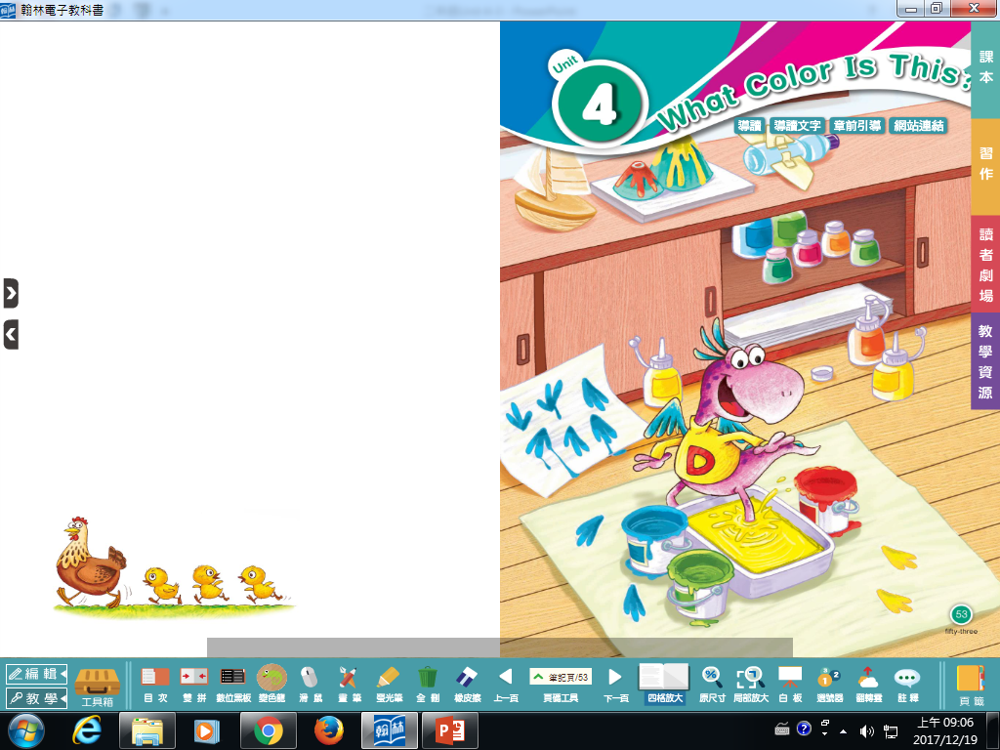 翰林電子教科書
Unit
4
What Color Is This?
導讀 導讀文字 章前引導 網站連結
課本
習作
讀者劇場
教學資源
D
53
fifty-three
編輯
教學
工具箱
目次
雙拼
數位黑板
變色龍
滑鼠
畫筆
螢光筆
全刪
橡皮擦
上一頁
筆記頁/53
頁碼工具
下一頁
四格放大
原尺寸
局部放大
白板
選號器
翻轉雲
註釋
頁籤
翰林
上午 09:06
2017/12/19